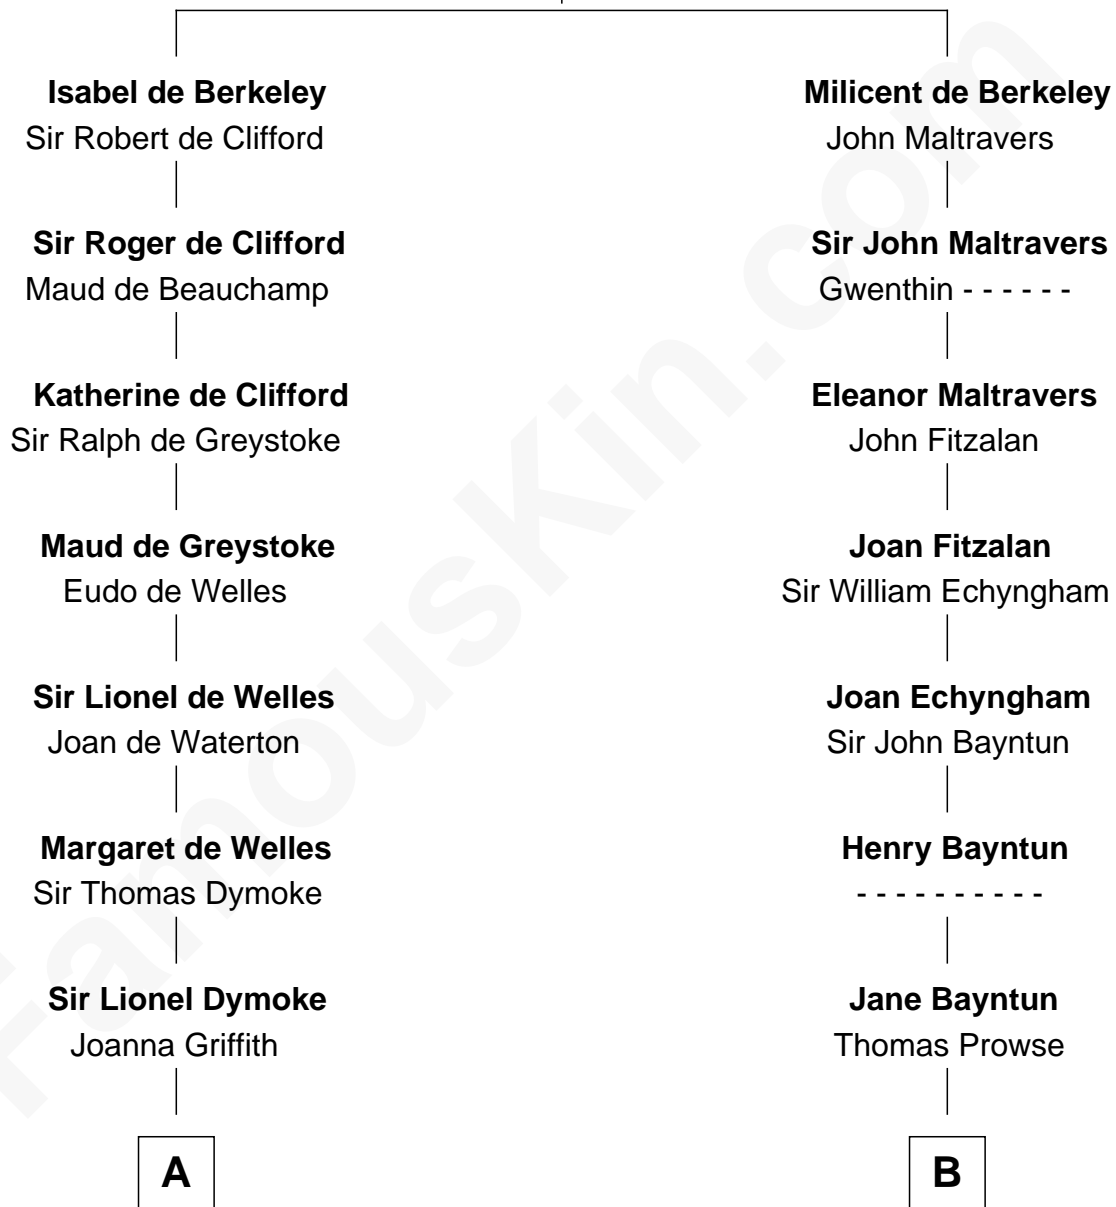 Isabel de Berkeley
Sir Robert de Clifford
Sir Roger de Clifford
Maud de Beauchamp
Katherine de Clifford
Sir Ralph de Greystoke
Maud de Greystoke
Eudo de Welles
Sir Lionel de Welles
Joan de Waterton
Margaret de Welles
Sir Thomas Dymoke
Sir Lionel Dymoke
Joanna Griffith
A
Milicent de Berkeley
John Maltravers
Sir John Maltravers
Gwenthin - - - - - -
Eleanor Maltravers
John Fitzalan
Joan Fitzalan
Sir William Echyngham
Joan Echyngham
Sir John Bayntun
Henry Bayntun
- - - - - - - - - -
Jane Bayntun
Thomas Prowse
B
FamousKin.com